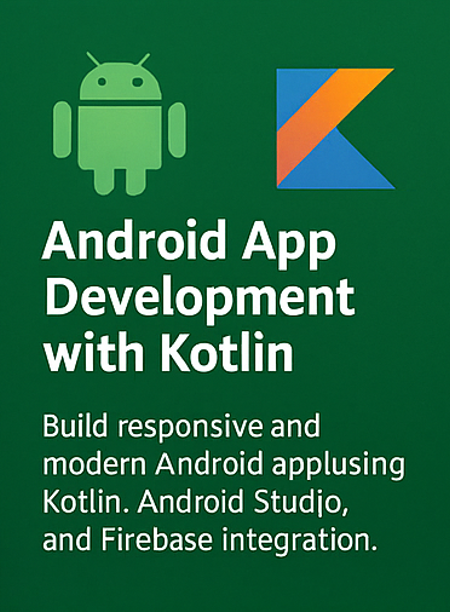 Android App
Development
with Kotlin
Build responsive and
modern Android applusing
Kotlin. Android Studjo,
and Firebase integration.